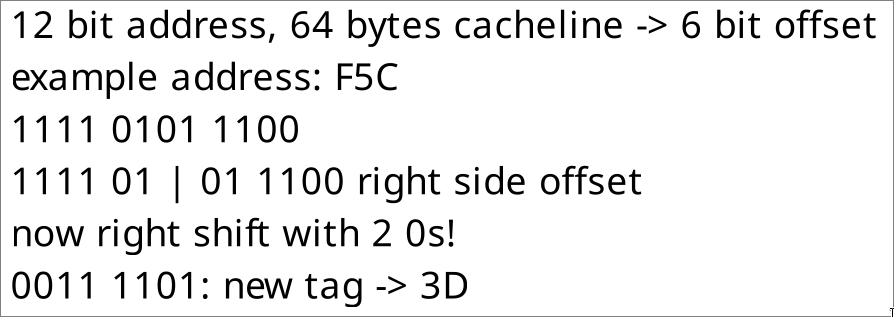 12 bit address, 64 bytes cacheline -> 6 bit offset
example address: F5C
1111 0101 1100
1111 01 | 01 1100 right side offset
now right shift with 2 0s!
0011 1101: new tag -> 3D